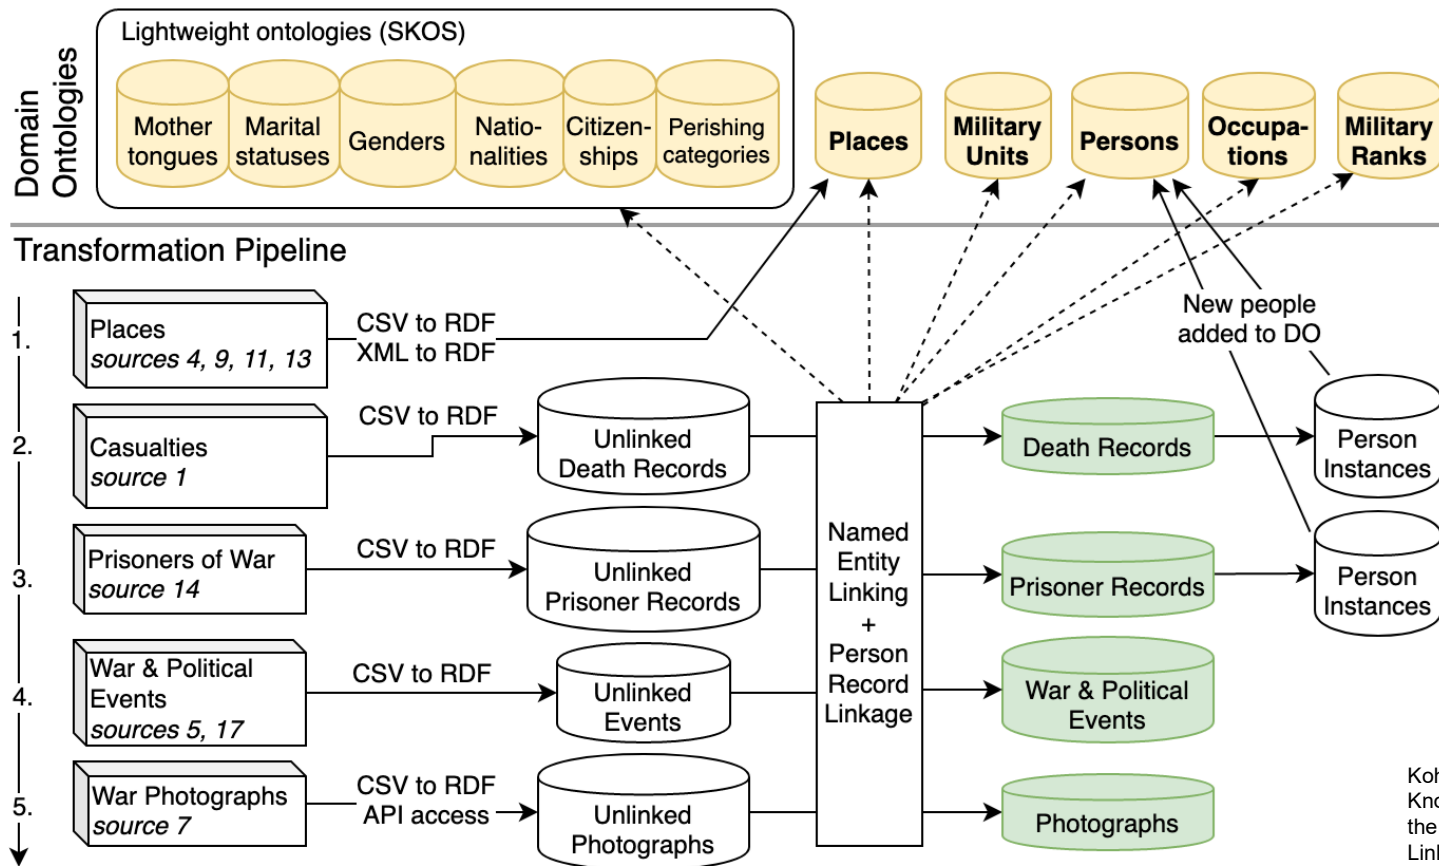 Domain
Ontologies
Lightweight ontologies (SKOS)
Mother
tongues
Marital
statuses
Genders
Natio-
nalities
Citizen-
ships
Perishing
categories
Places
Military
Units
Persons
Occupa-
tions
Military
Ranks
Transformation Pipeline
1.
Places
sources 4, 9, 11, 13
CSV to RDF
XML to RDF
New people
added to DO
2.
Casualties
source 1
CSV to RDF
Unlinked
Death Records
Death Records
Person
Instances
3.
Prisoners of War
source 14
CSV to RDF
Unlinked
Prisoner Records
Named
Entity
Linking
+
Person
Record
Linkage
Prisoner Records
Person
Instances
4.
War & Political
Events
sources 5, 17
CSV to RDF
Unlinked
Events
War & Political
Events
5.
War Photographs
source 7
CSV to RDF
API access
Unlinked
Photographs
Photographs
Koh
Kno
the
Link